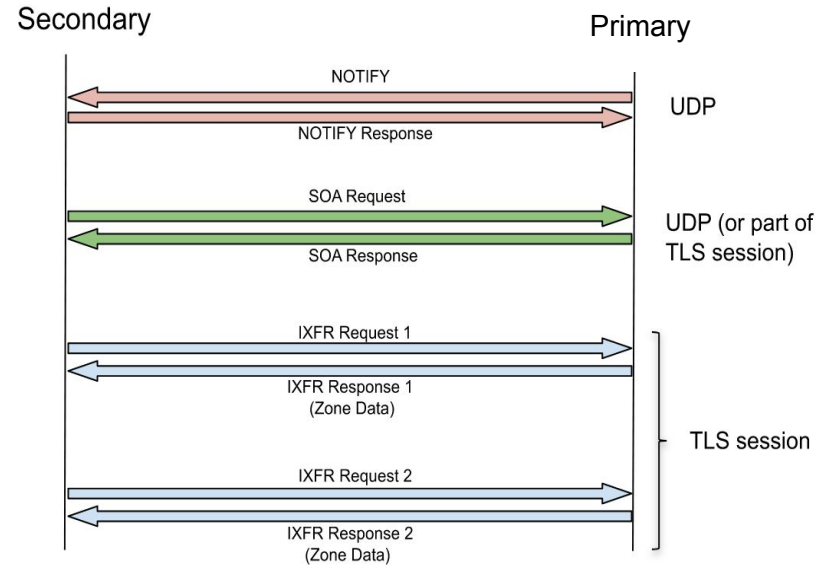 Secondary
Primary
NOTIFY
UDP
NOTIFY Response
SOA Request
UDP (or part of
TLS session)
SOA Response
IXFR Request 1
IXFR Response 1
(Zone Data)
TLS session
IXFR Request 2
IXFR Response 2
(Zone Data)